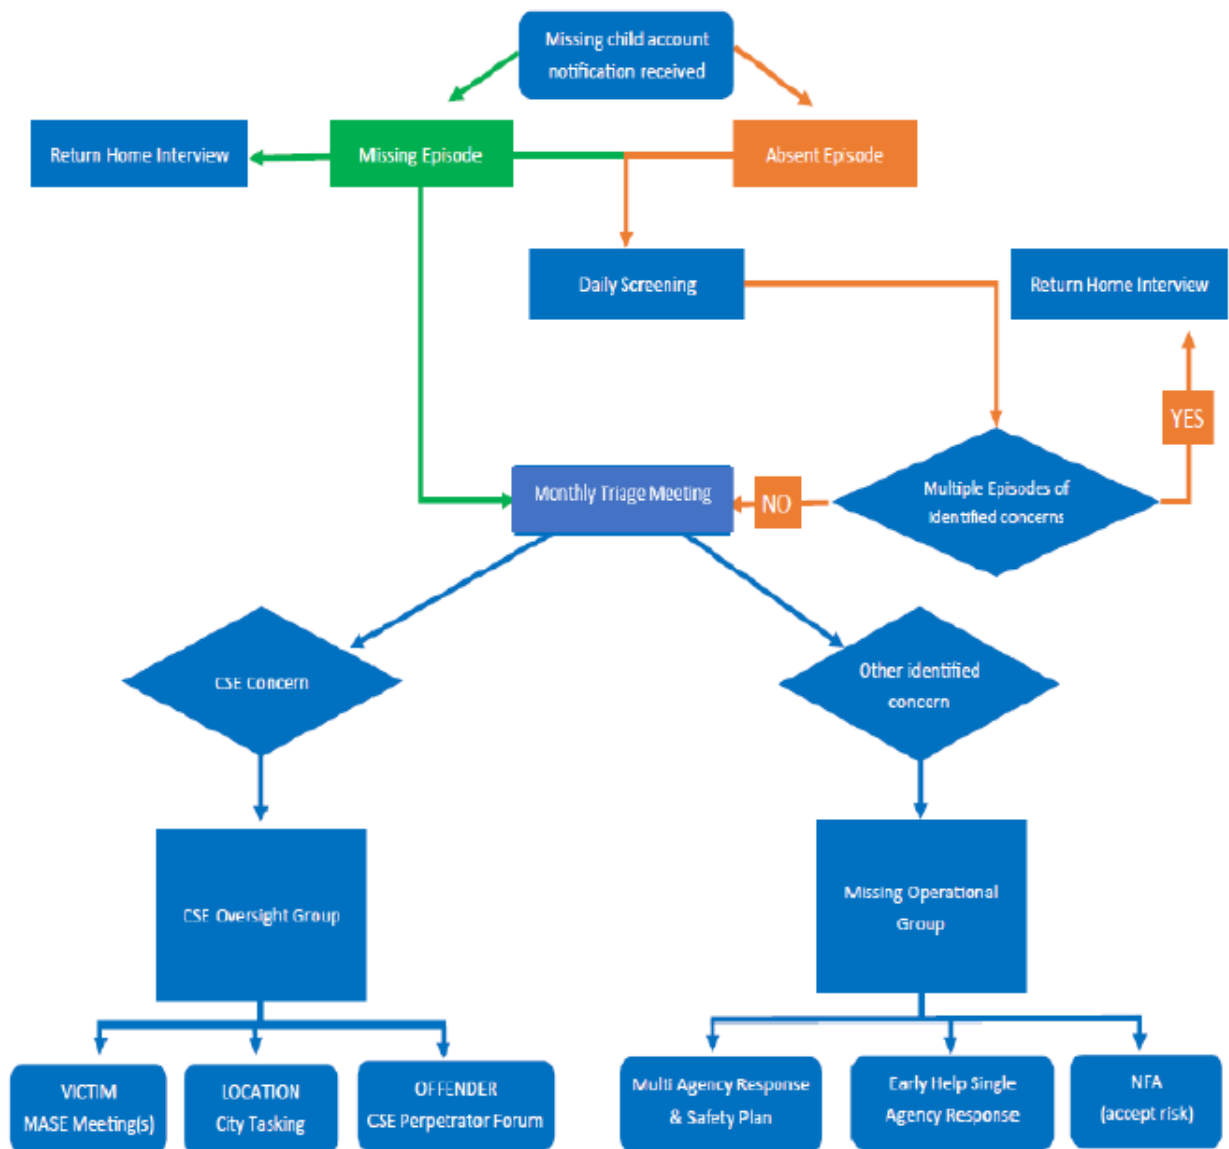 Missing child account
notification received
Return Home Interview
Missing Episode
Absent Episode
Daily Screening
Return Home Interview
YES
Monthly Triage Meeting
NO
Multiple Episodes of
identified concerns
CSE Concern
Other identified
concern
CSE Oversight Group
Missing Operational
Group
VICTIM
MASE Meeting(s)
LOCATION
City Tasking
OFFENDER
CSE Perpetrator Forum
Multi Agency Response
& Safety Plan
Early Help Single
Agency Response
NFA
(accept risk)